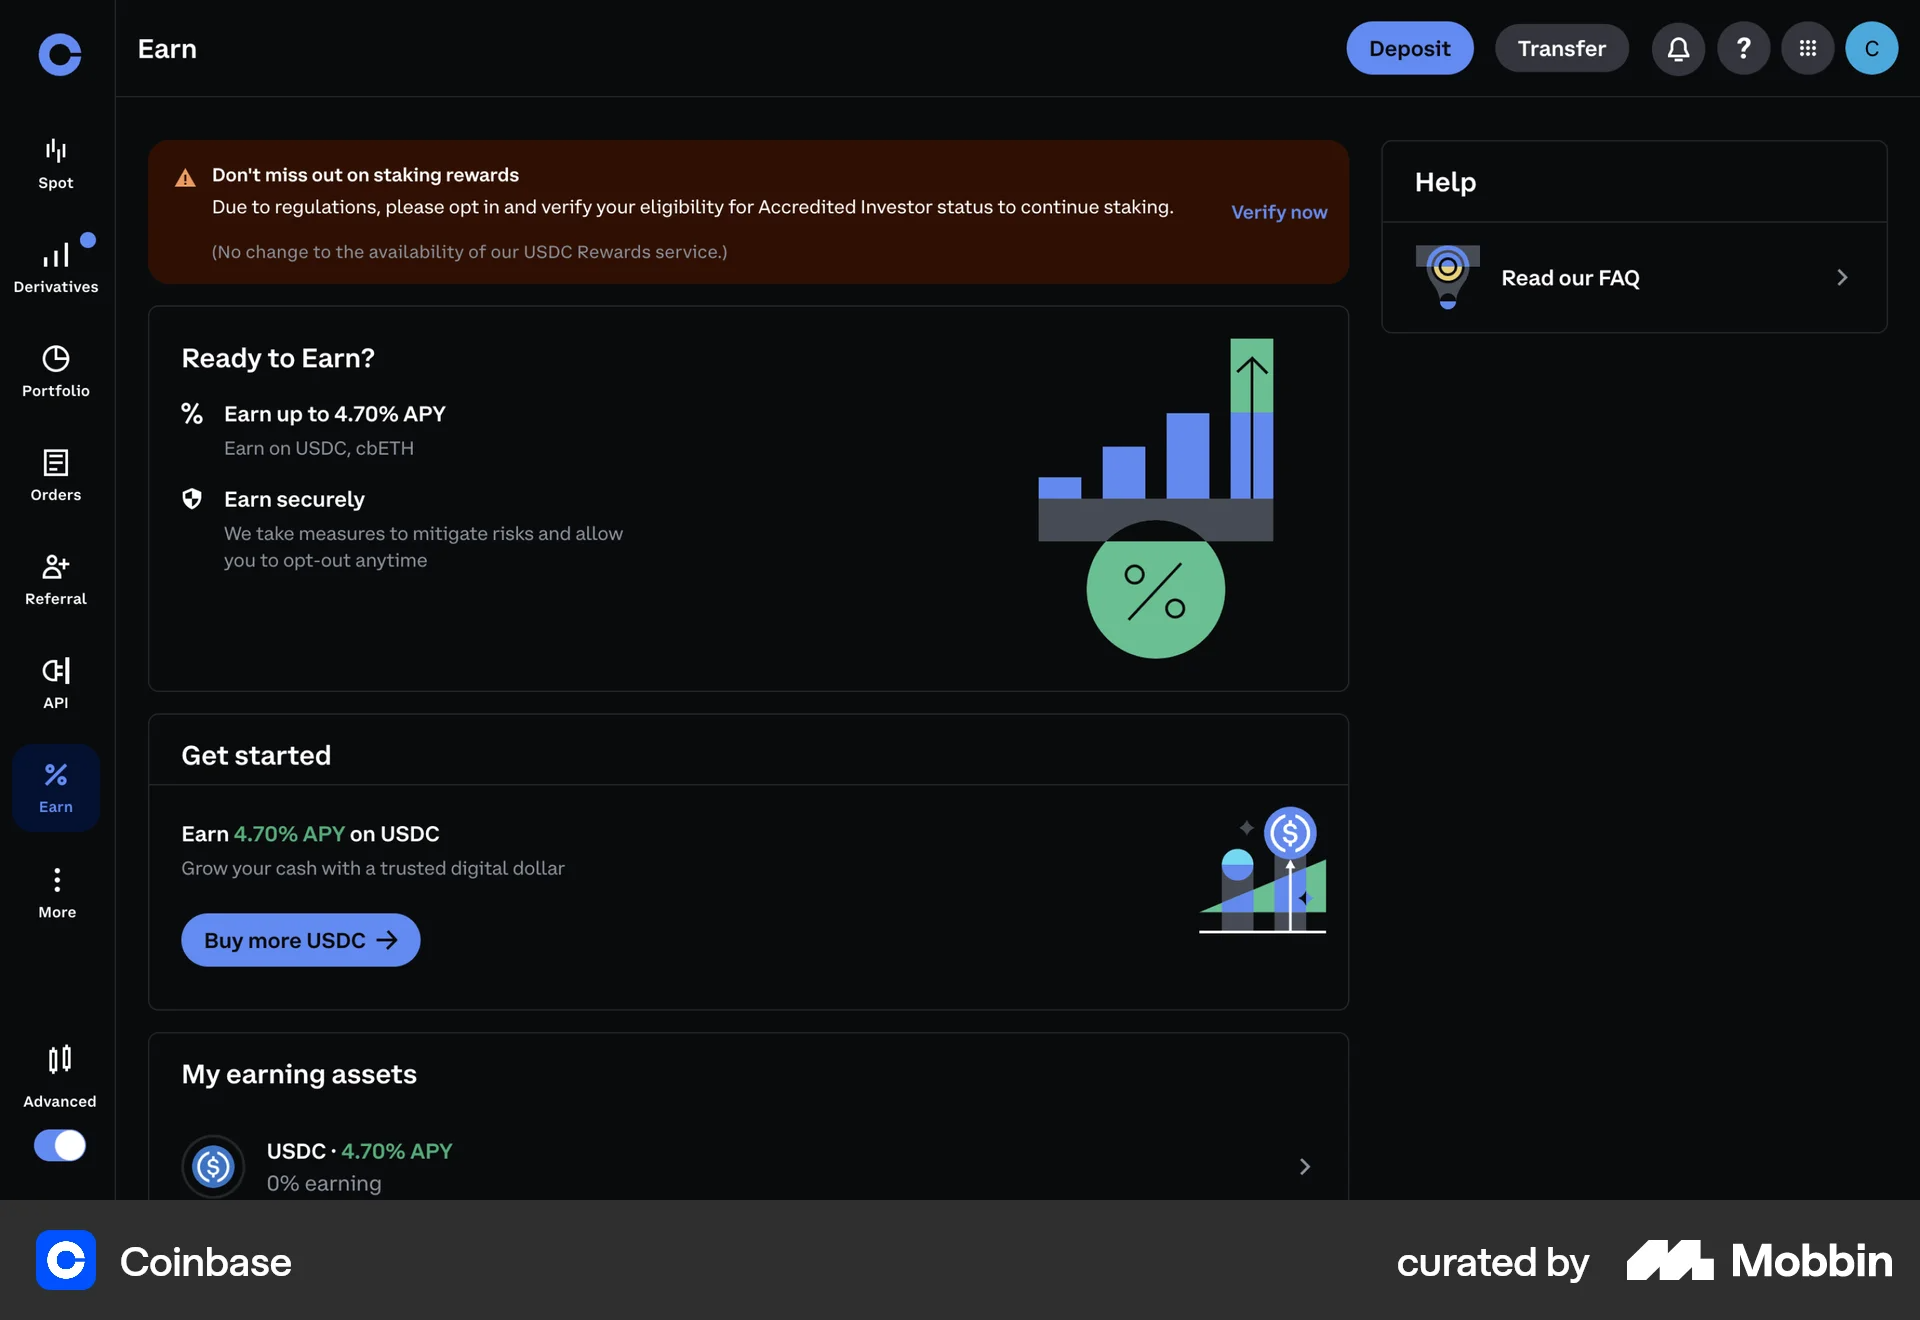 Earn
Deposit
Transfer
?
C
Spot
Derivatives
Portfolio
Orders
Referral
API
Earn
More
Advanced
Don't miss out on staking rewards
Due to regulations, please opt in and verify your eligibility for Accredited Investor status to continue staking.
(No change to the availability of our USDC Rewards service.)
Verify now
Ready to Earn?
% Earn up to 4.70% APY
Earn on USDC, cbETH
Earn securely
We take measures to mitigate risks and allow
you to opt-out anytime
Get started
Earn 4.70% APY on USDC
Grow your cash with a trusted digital dollar
Buy more USDC →
My earning assets
USDC · 4.70% APY
0% earning
Help
Read our FAQ
Coinbase
curated by
Mobbin